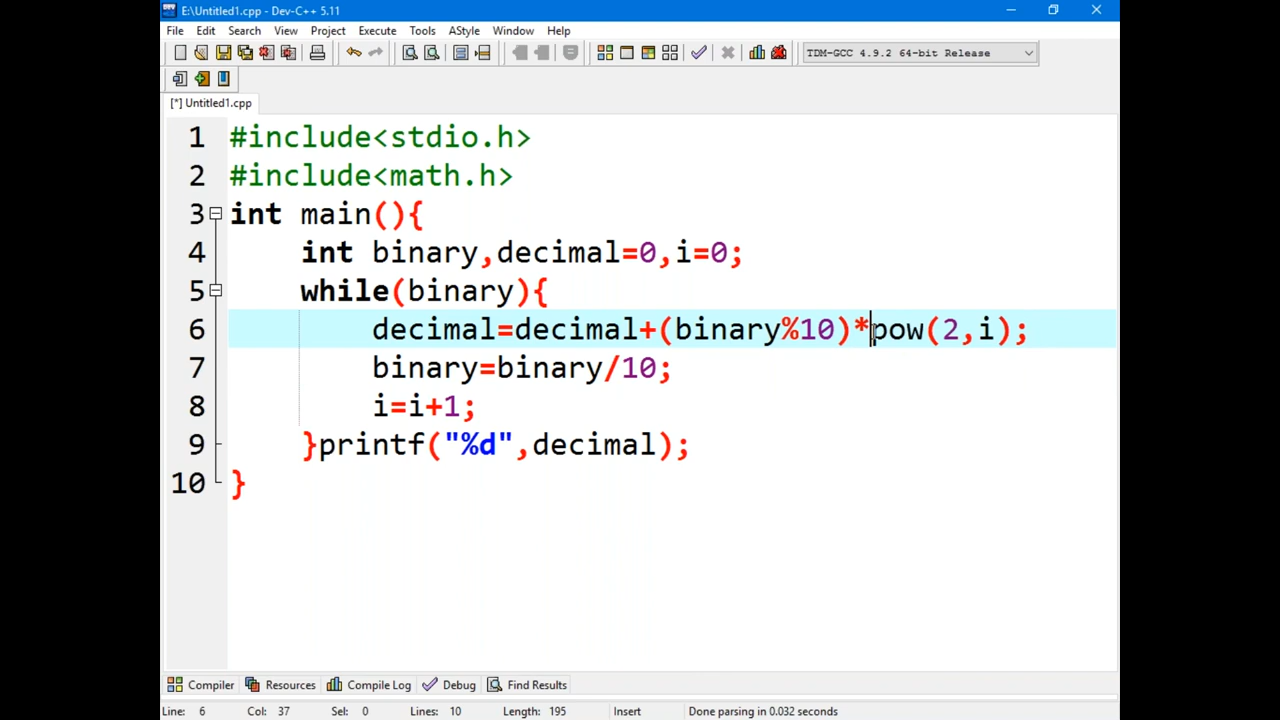 E:\Untitled1.cpp - Dev-C++ 5.11
File Edit Search View Project Execute Tools AStyle Window Help
TDM-GCC 4.9.2 64-bit Release
[*] Untitled1.cpp
1 #include<stdio.h>
2 #include<math.h>
3 int main(){
4 int binary,decimal=0,i=0;
5 while(binary){
6 decimal=decimal+(binary%10)*pow(2,i);
7 binary=binary/10;
8 i=i+1;
9 }printf("%d",decimal);
10 }
Compiler Resources Compile Log Debug Find Results
Line: 6 Col: 37 Sel: 0 Lines: 10 Length: 195 Insert Done parsing in 0.032 seconds